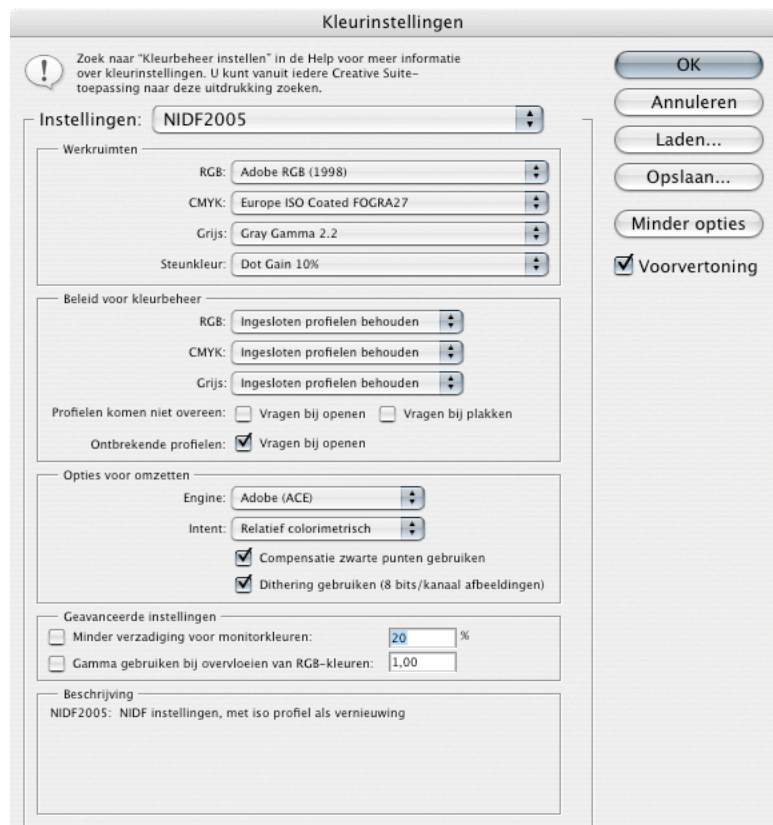 Kleurinstellingen
Zoek naar "Kleurbeheer instellen" in de Help voor meer informatie
over kleurinstellingen. U kunt vanuit iedere Creative Suite-
toepassing naar deze uitdrukking zoeken.
Instellingen: NIDF2005
Werkruimten
RGB: Adobe RGB (1998)
CMYK: Europe ISO Coated FOGRA27
Grijs: Gray Gamma 2.2
Steunkleur: Dot Gain 10%
Beleid voor kleurbeheer
RGB: Ingesloten profielen behouden
CMYK: Ingesloten profielen behouden
Grijs: Ingesloten profielen behouden
Profielen komen niet overeen: Vragen bij openen Vragen bij plakken
Ontbrekende profielen: Vragen bij openen
Opties voor omzetten
Engine: Adobe (ACE)
Intent: Relatief colorimetrisch
Compensatie zwarte punten gebruiken
Dithering gebruiken (8 bits/kanaal afbeeldingen)
Geavanceerde instellingen
Minder verzadiging voor monitorkleuren: 20 %
Gamma gebruiken bij overvloeien van RGB-kleuren: 1,00
Beschrijving
NIDF2005: NIDF instellingen, met iso profiel als vernieuwing
OK
Annuleren
Laden...
Opslaan...
Minder opties
Voorvertoning